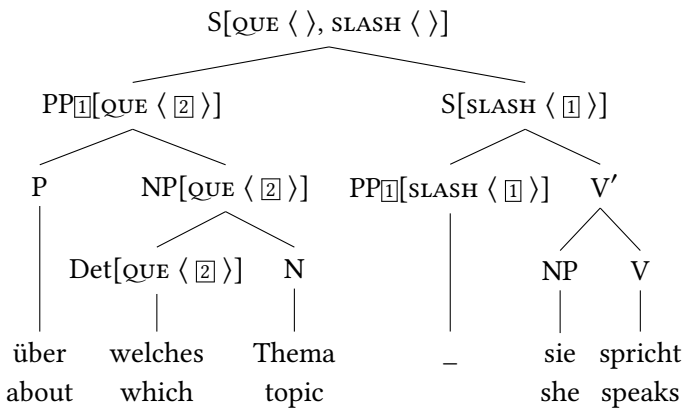 S[QUE ⟨ ⟩, SLASH ⟨ ⟩]
PP1[QUE ⟨ 2 ⟩] S[SLASH ⟨ 1 ⟩]
P NP[QUE ⟨ 2 ⟩] PP1[SLASH ⟨ 1 ⟩] V′
Det[QUE ⟨ 2 ⟩] N NP V
über welches Thema _ sie spricht
about which topic she speaks